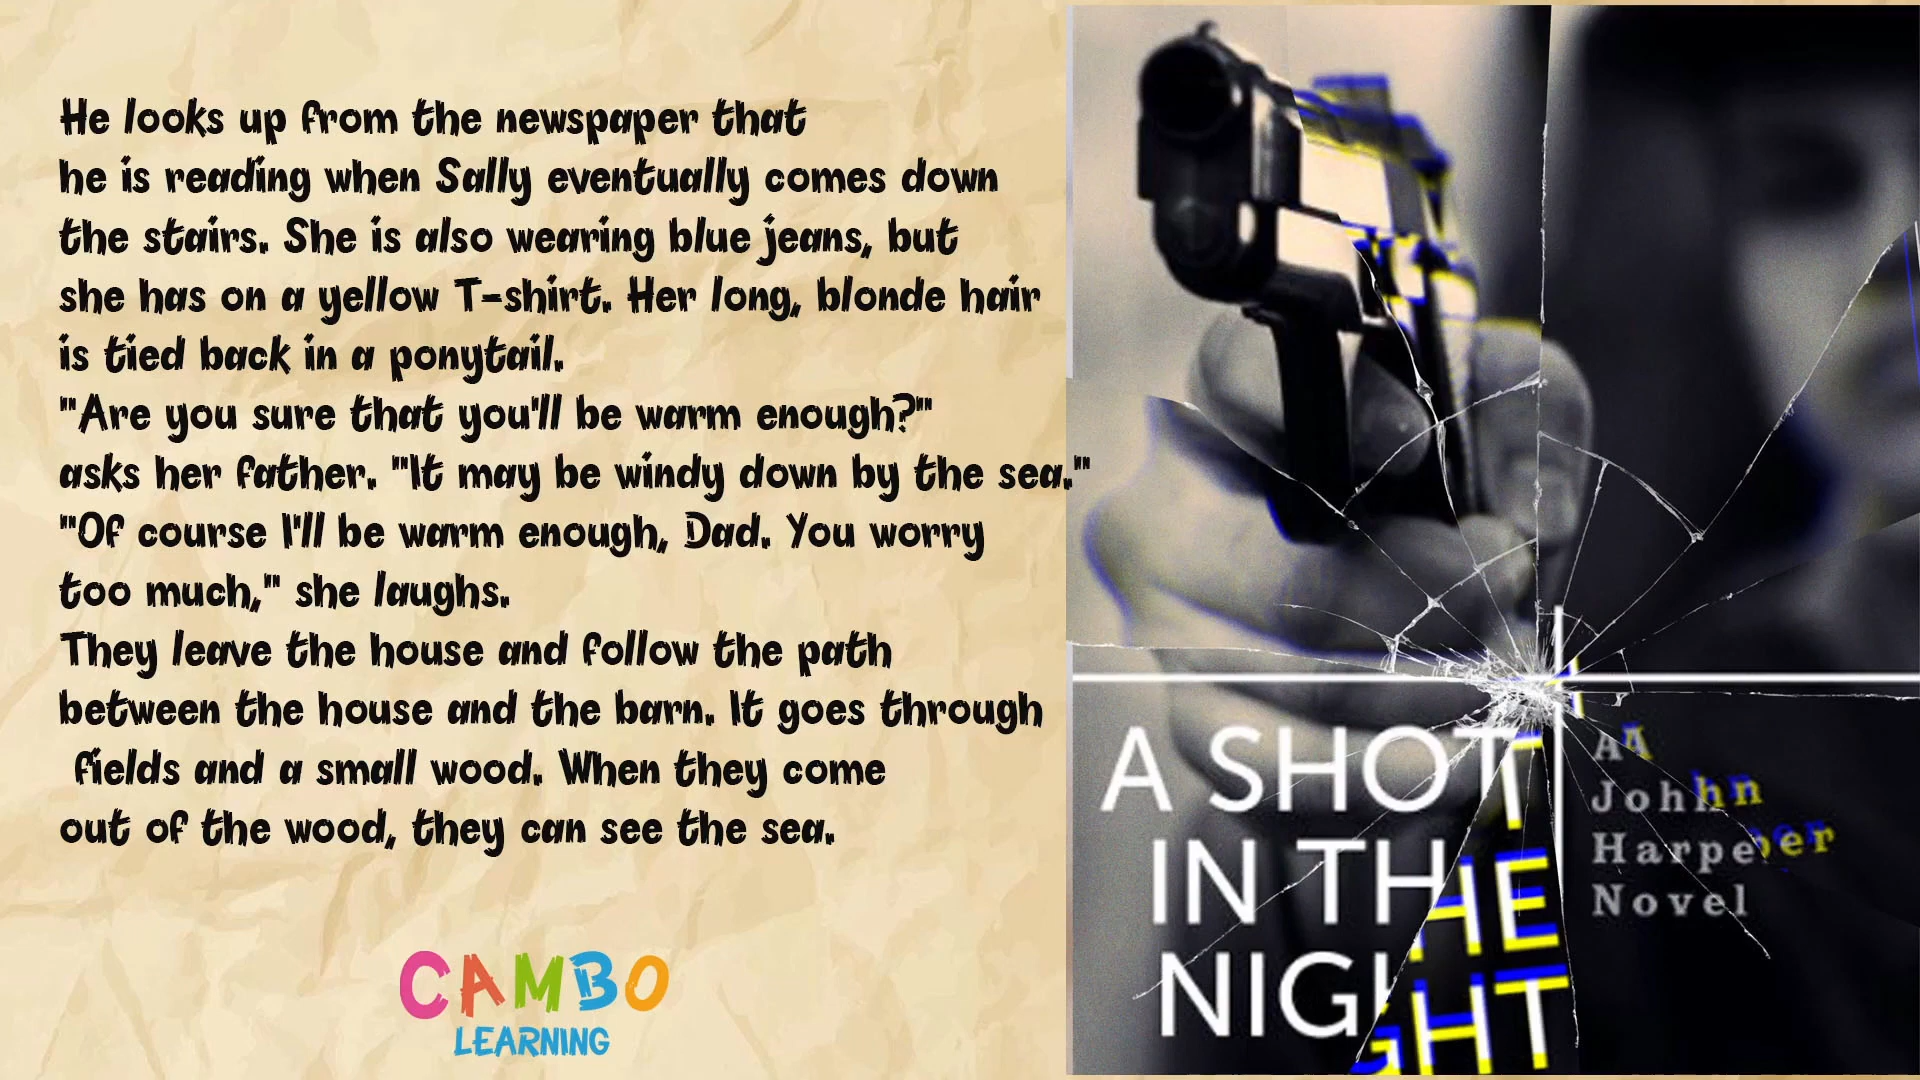 He looks up from the newspaper that
he is reading when Sally eventually comes down
the stairs. She is also wearing blue jeans, but
she has on a yellow T-shirt. Her long, blonde hair
is tied back in a ponytail.
"Are you sure that you'll be warm enough?"
asks her father. "It may be windy down by the sea."
"Of course I'll be warm enough, Dad. You worry
too much," she laughs.
They leave the house and follow the path
between the house and the barn. It goes through
fields and a small wood. When they come
out of the wood, they can see the sea.
CAMBO
LEARNING
A SHOT
IN THE
NIGHT
A
John
Harper
Novel